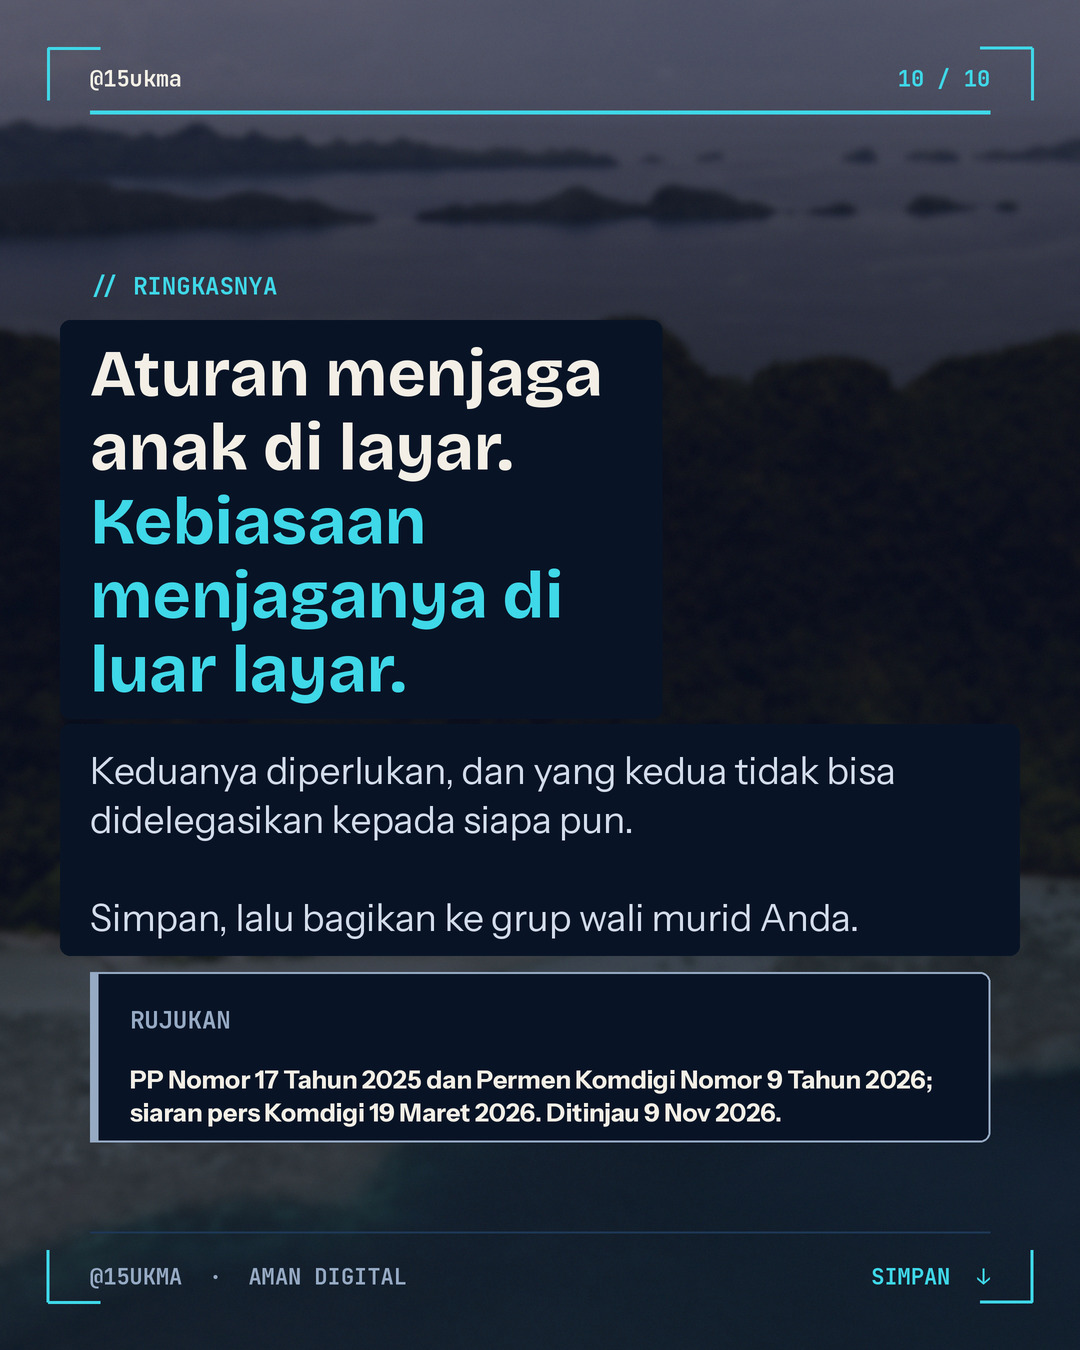 @15ukma
10 / 10
// RINGKASNYA
Aturan menjaga
anak di layar.
Kebiasaan
menjaganya di
luar layar.
Keduanya diperlukan, dan yang kedua tidak bisa
didelegasikan kepada siapa pun.
Simpan, lalu bagikan ke grup wali murid Anda.
RUJUKAN
PP Nomor 17 Tahun 2025 dan Permen Komdigi Nomor 9 Tahun 2026;
siaran pers Komdigi 19 Maret 2026. Ditinjau 9 Nov 2026.
@15UKMA · AMAN DIGITAL
SIMPAN ↓